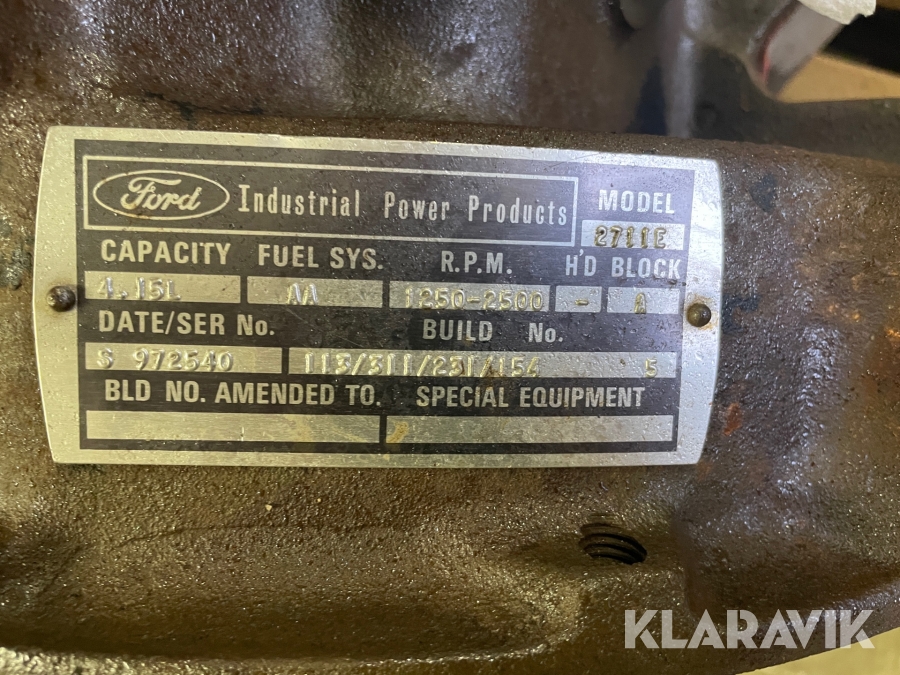 Ford Industrial Power Products MODEL
2711E
CAPACITY FUEL SYS. R.P.M. H'D BLOCK
4.15L AA 1250-2500 - A
DATE/SER No. BUILD No.
S 972540 113/311/231/154 5
BLD NO. AMENDED TO. SPECIAL EQUIPMENT
KLARAVIK